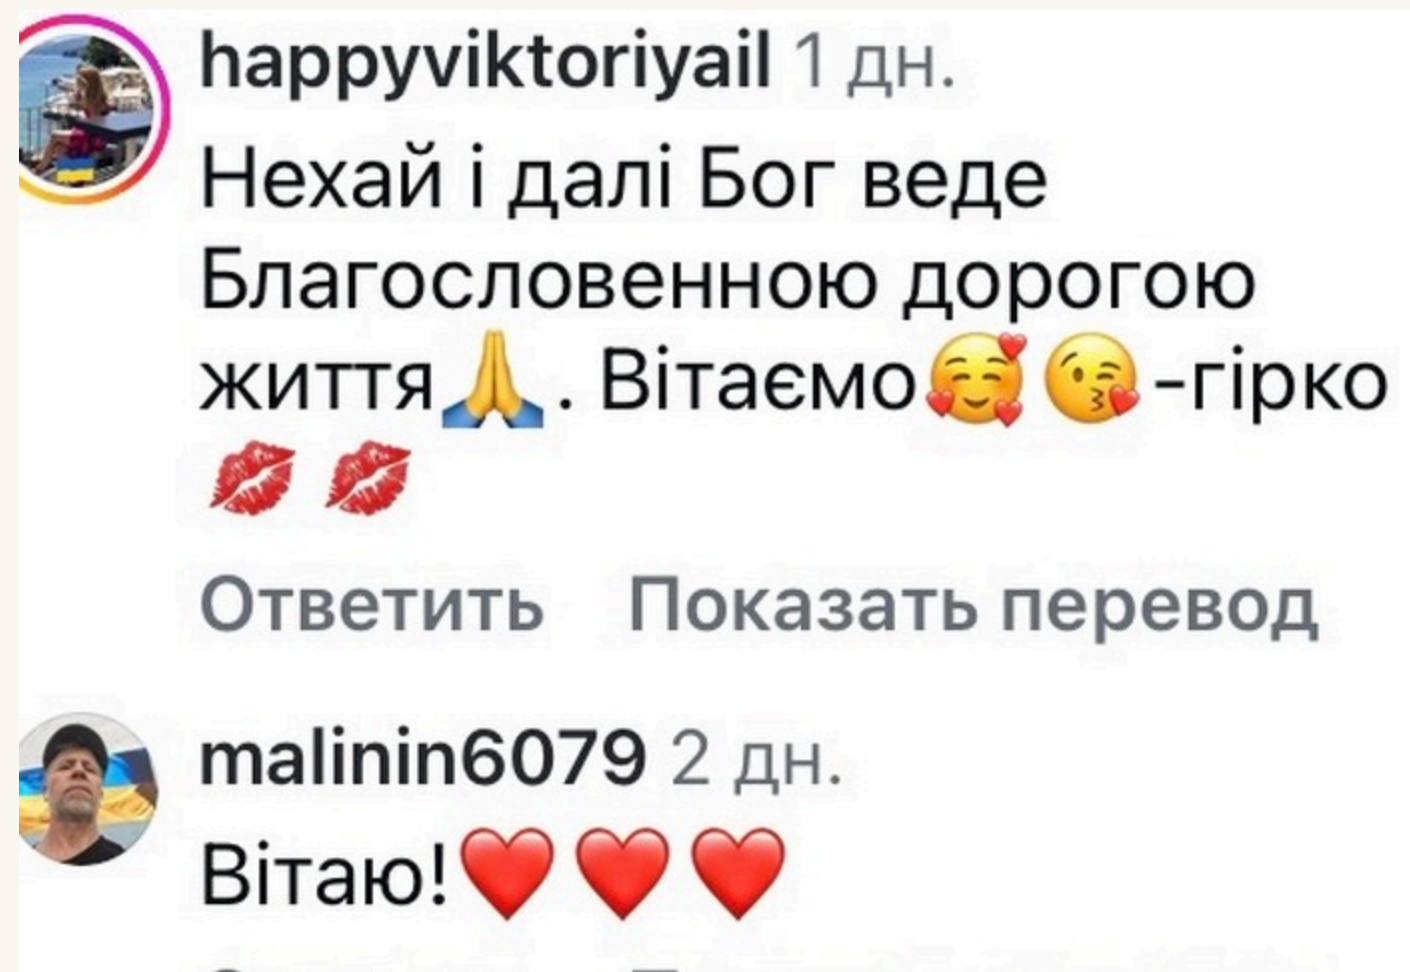 happyviktoriyail 1 дн.
Нехай і далі Бог веде
Благословенною дорогою
життя🙏. Вітаємо🥰😘-гірко
💋💋
Ответить Показать перевод
malinin6079 2 дн.
Вітаю!❤️❤️❤️